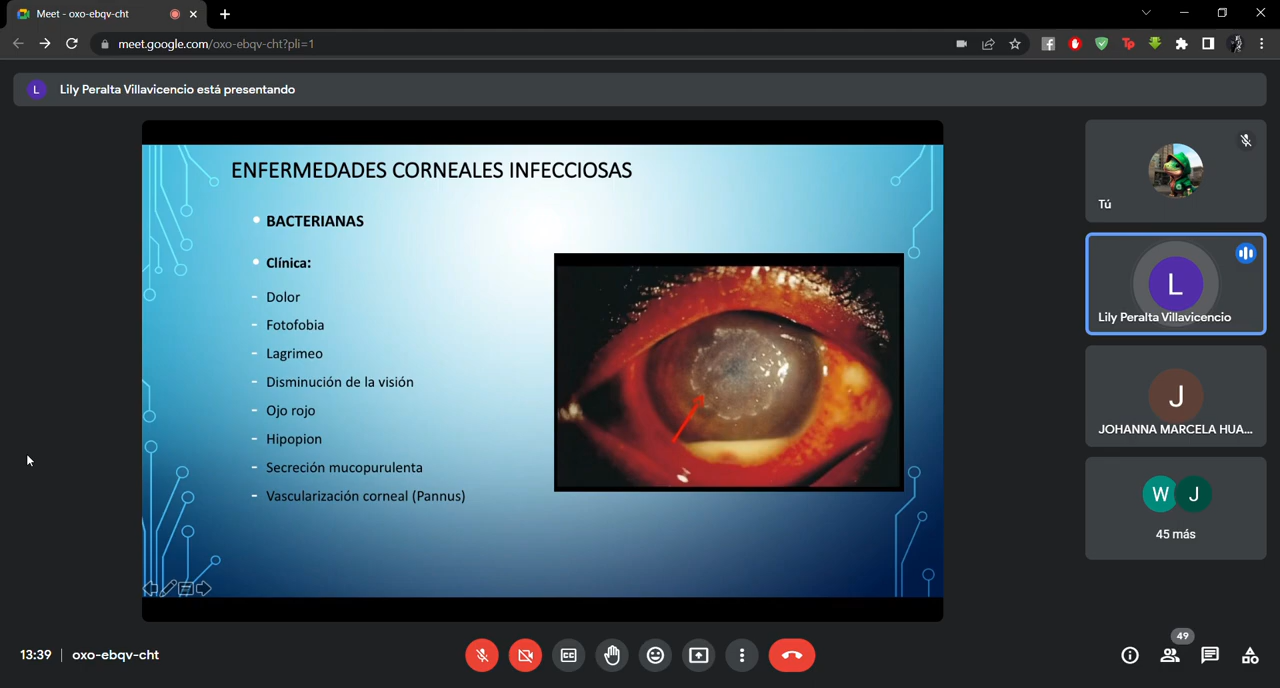 Meet - oxo-ebqv-cht
meet.google.com/oxo-ebqv-cht?pli=1
L
Lily Peralta Villavicencio está presentando
ENFERMEDADES CORNEALES INFECCIOSAS
BACTERIANAS
Clínica:
- Dolor
- Fotofobia
- Lagrimeo
- Disminución de la visión
- Ojo rojo
- Hipopion
- Secreción mucopurulenta
- Vascularización corneal (Pannus)
Tú
L
Lily Peralta Villavicencio
J
JOHANNA MARCELA HUA...
W J
45 más
13:39 | oxo-ebqv-cht
49